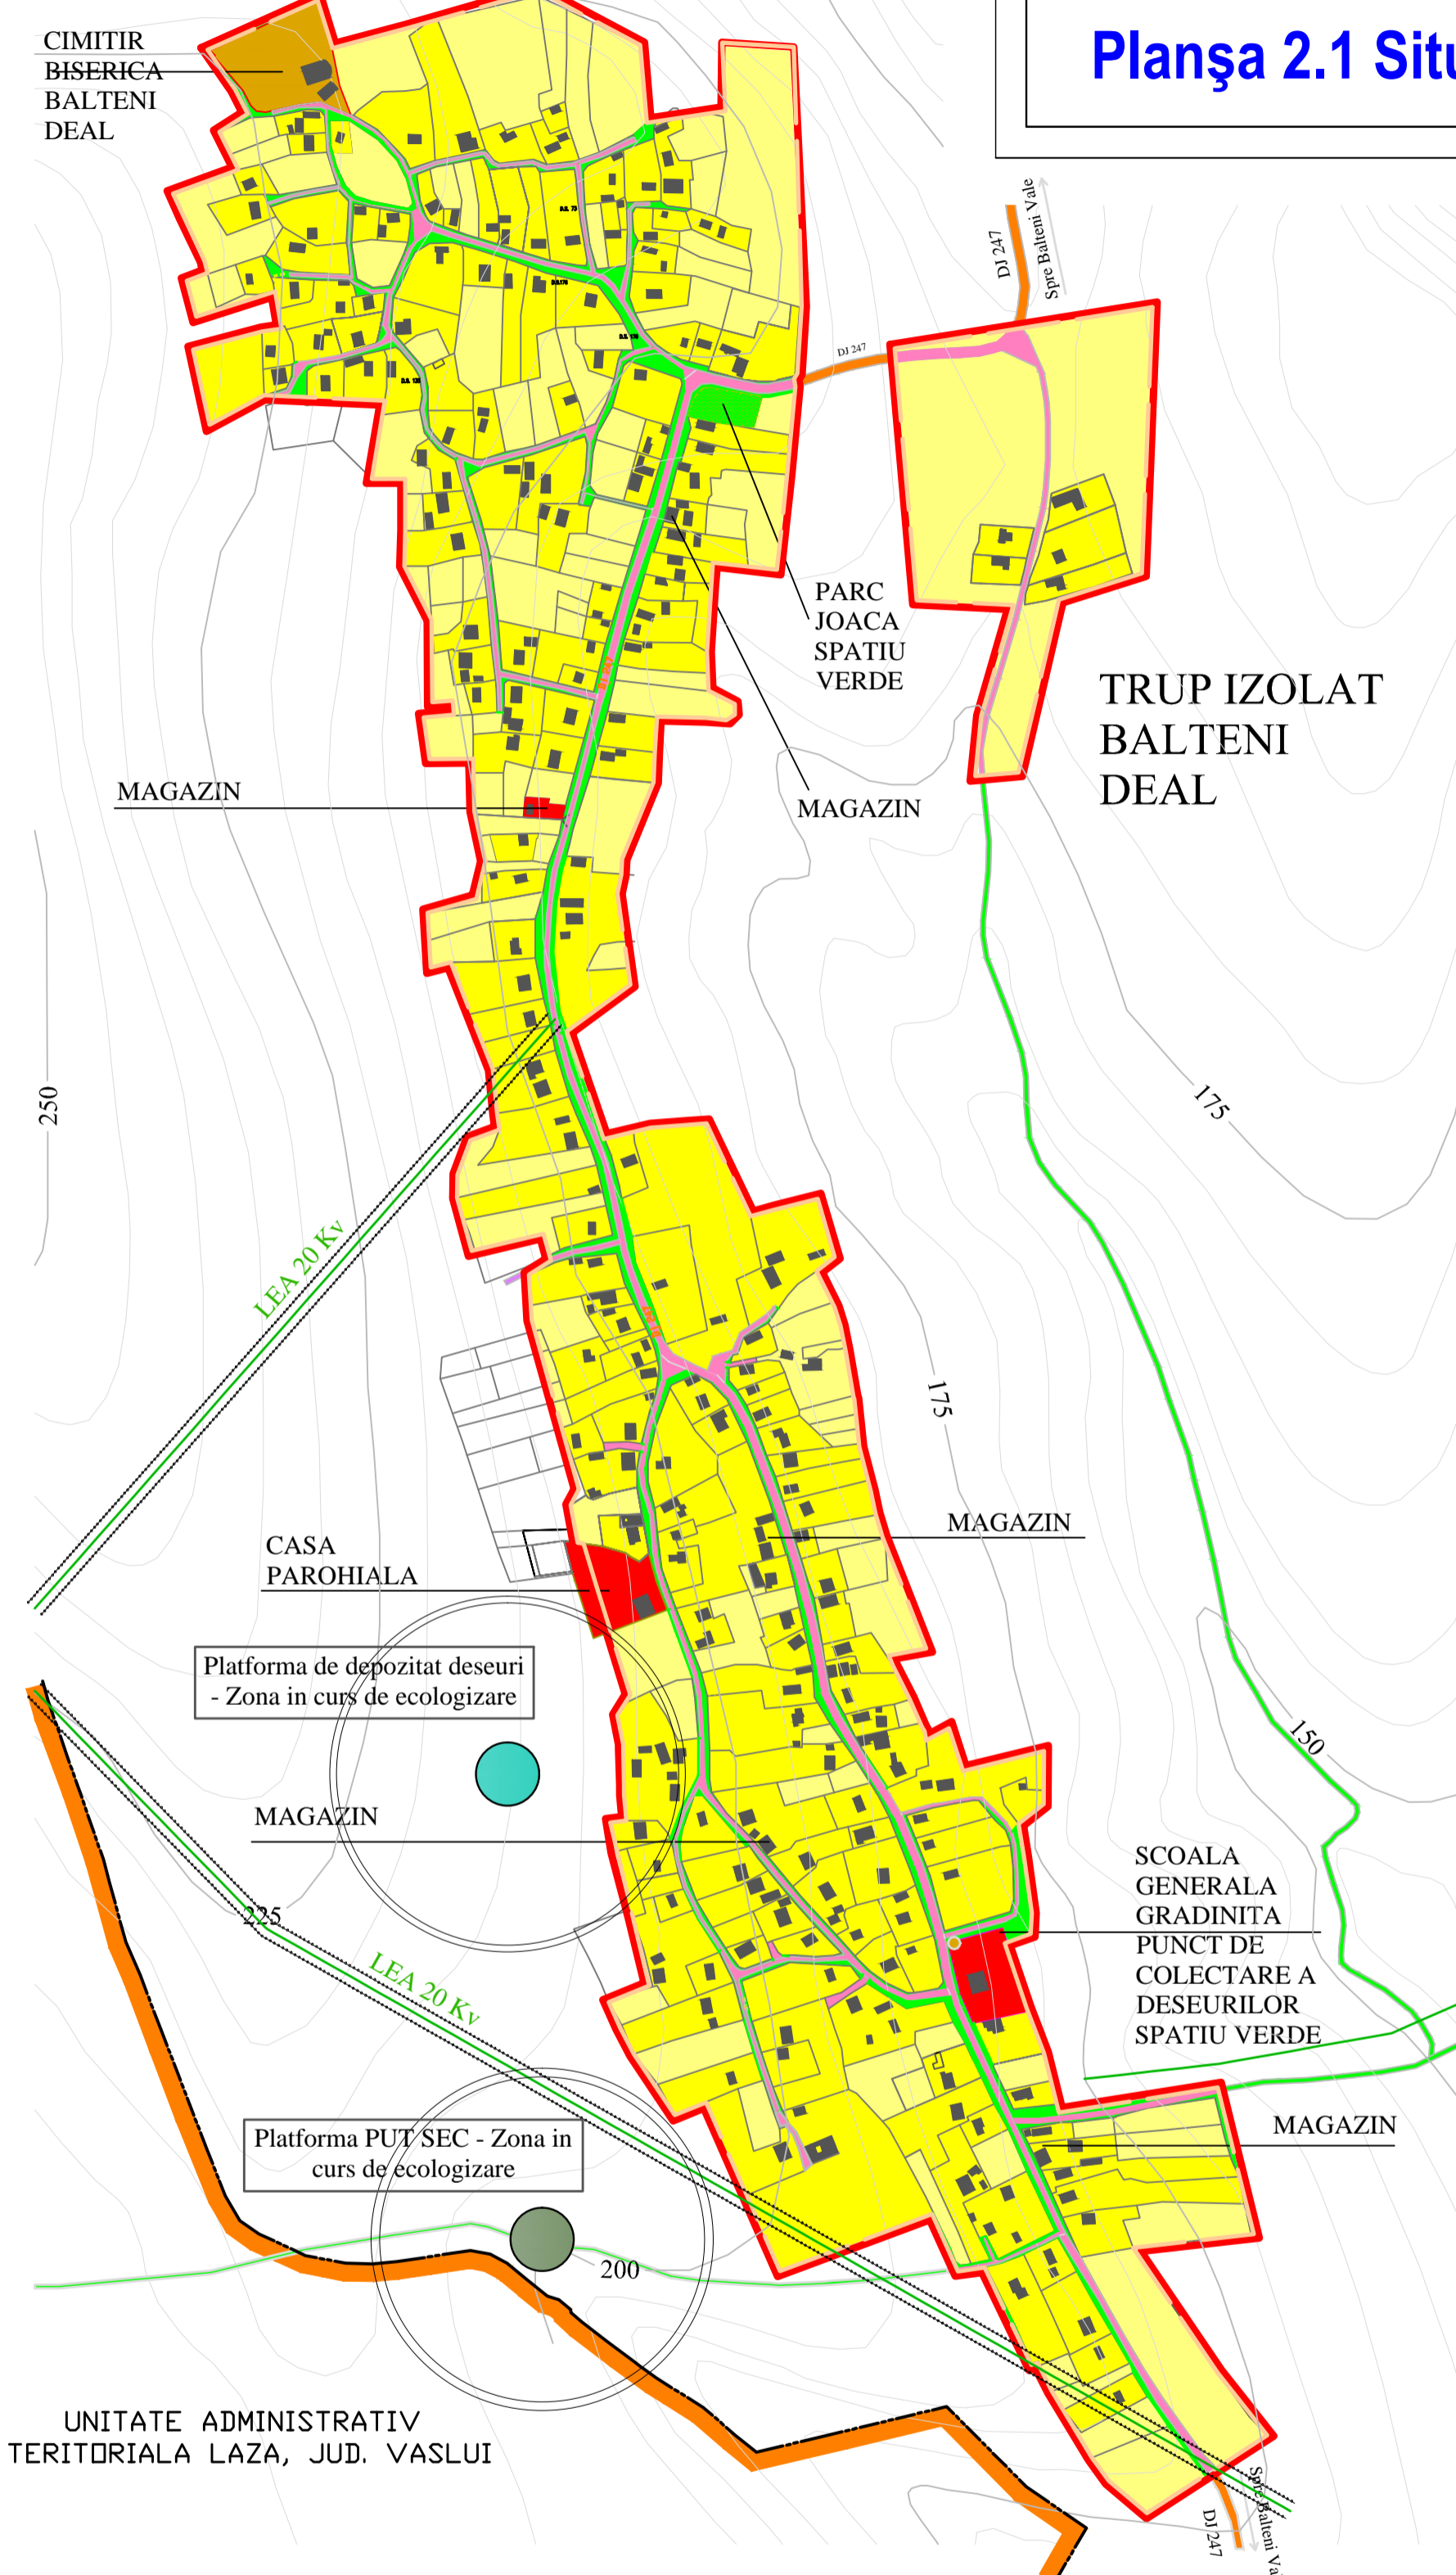 Planşa 2.1 Situ
CIMITIR
BISERICA
BALTENI
DEAL
DJ 247
Spre Balteni Vale
DJ 247
PARC
JOACA
SPATIU
VERDE
TRUP IZOLAT
BALTENI
DEAL
MAGAZIN
MAGAZIN
250
175
LEA 20 Kv
175
MAGAZIN
CASA
PAROHIALA
Platforma de depozitat deseuri
- Zona in curs de ecologizare
150
MAGAZIN
SCOALA
GENERALA
GRADINITA
PUNCT DE
COLECTARE A
DESEURILOR
SPATIU VERDE
225
LEA 20 Kv
MAGAZIN
Platforma PUT SEC - Zona in
curs de ecologizare
200
UNITATE ADMINISTRATIV
TERITORIALA LAZA, JUD. VASLUI
Spre Balteni Va
DJ 247